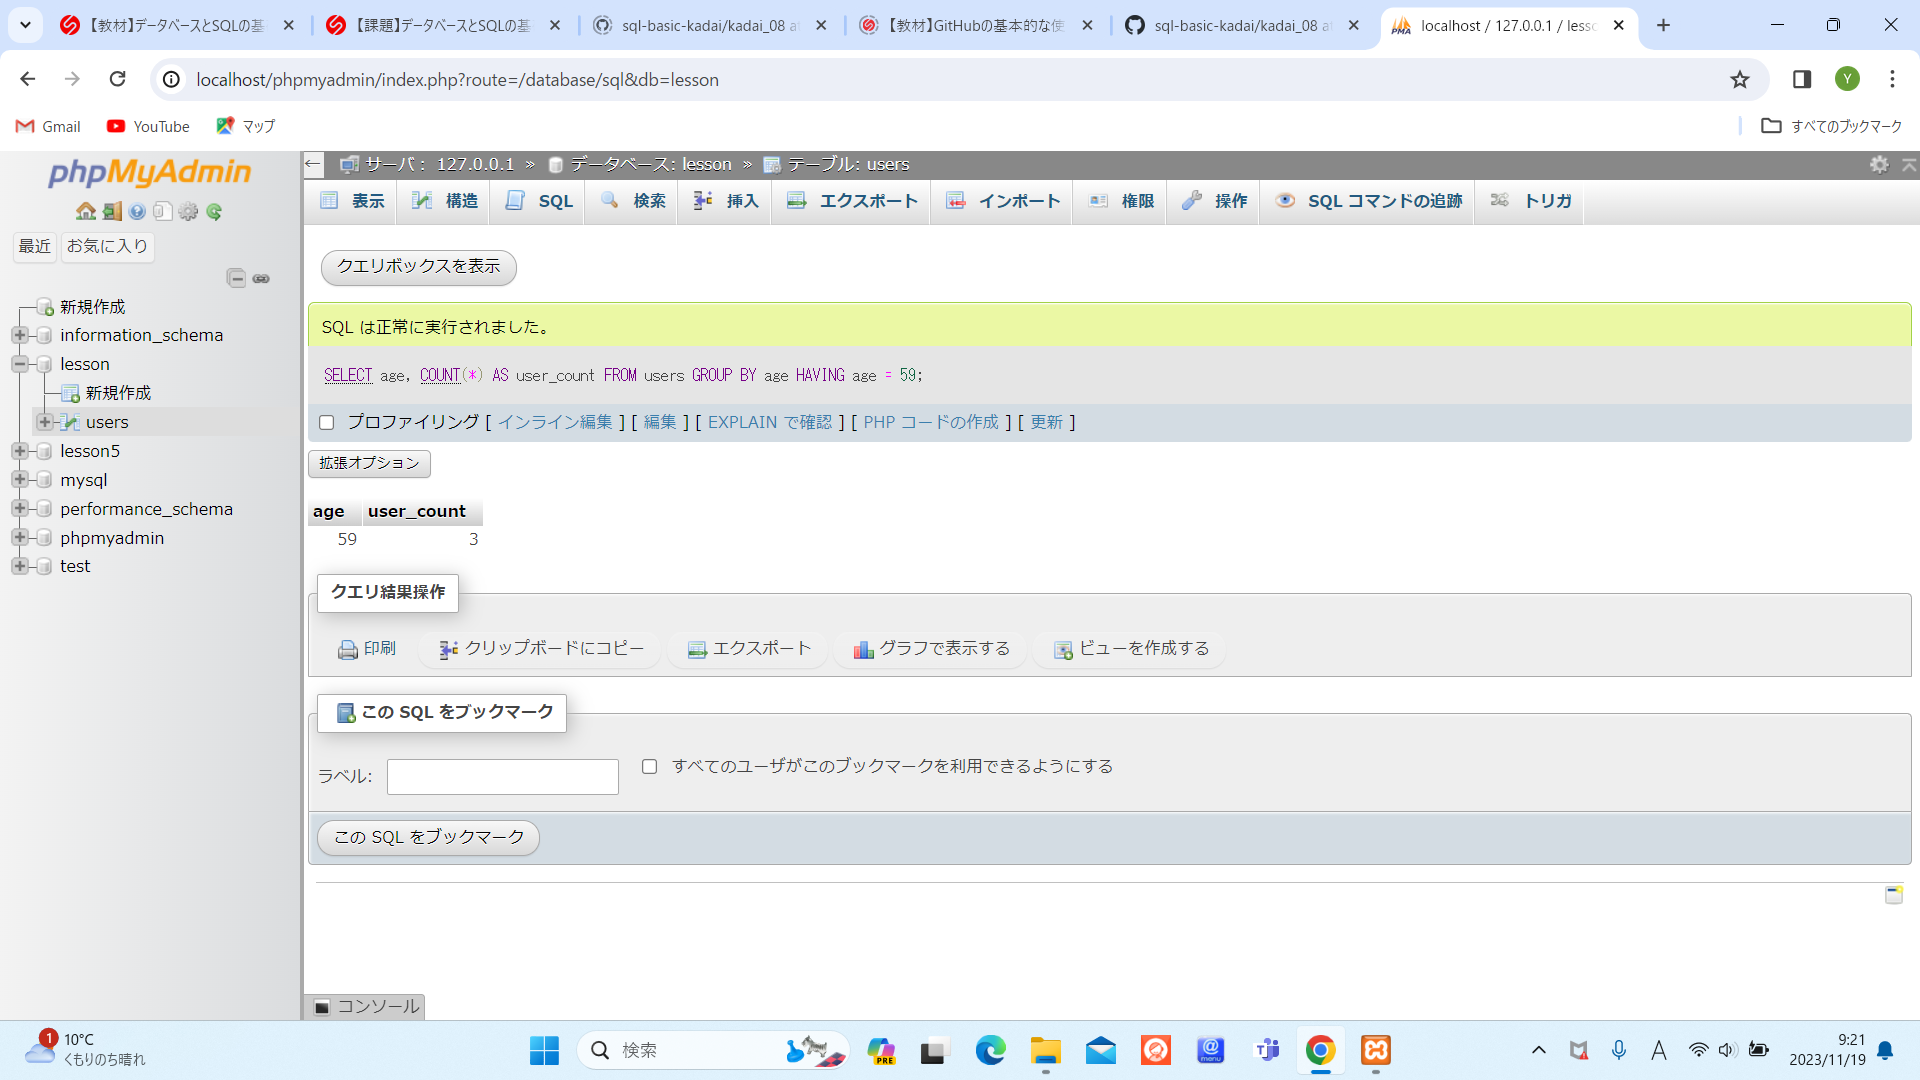 【教材】データベースとSQLの基
【課題】データベースとSQLの基
sql-basic-kadai/kadai_08 at
【教材】GitHubの基本的な使
sql-basic-kadai/kadai_08 at
localhost / 127.0.0.1 / lesso
localhost/phpmyadmin/index.php?route=/database/sql&db=lesson
Y
Gmail
YouTube
マップ
すべてのブックマーク
phpMyAdmin
最近
お気に入り
新規作成
information_schema
lesson
新規作成
users
lesson5
mysql
performance_schema
phpmyadmin
test
サーバ: 127.0.0.1 » データベース: lesson » テーブル: users
表示
構造
SQL
検索
挿入
エクスポート
インポート
権限
操作
SQL コマンドの追跡
トリガ
クエリボックスを表示
SQL は正常に実行されました。
SELECT age, COUNT(*) AS user_count FROM users GROUP BY age HAVING age = 59;
プロファイリング [ インライン編集 ] [ 編集 ] [ EXPLAIN で確認 ] [ PHP コードの作成 ] [ 更新 ]
拡張オプション
age user_count
59 3
クエリ結果操作
印刷
クリップボードにコピー
エクスポート
グラフで表示する
ビューを作成する
この SQL をブックマーク
ラベル:
すべてのユーザがこのブックマークを利用できるようにする
この SQL をブックマーク
コンソール
1
10°C
くもりのち晴れ
検索
PRE
@
menu
A
9:21
2023/11/19